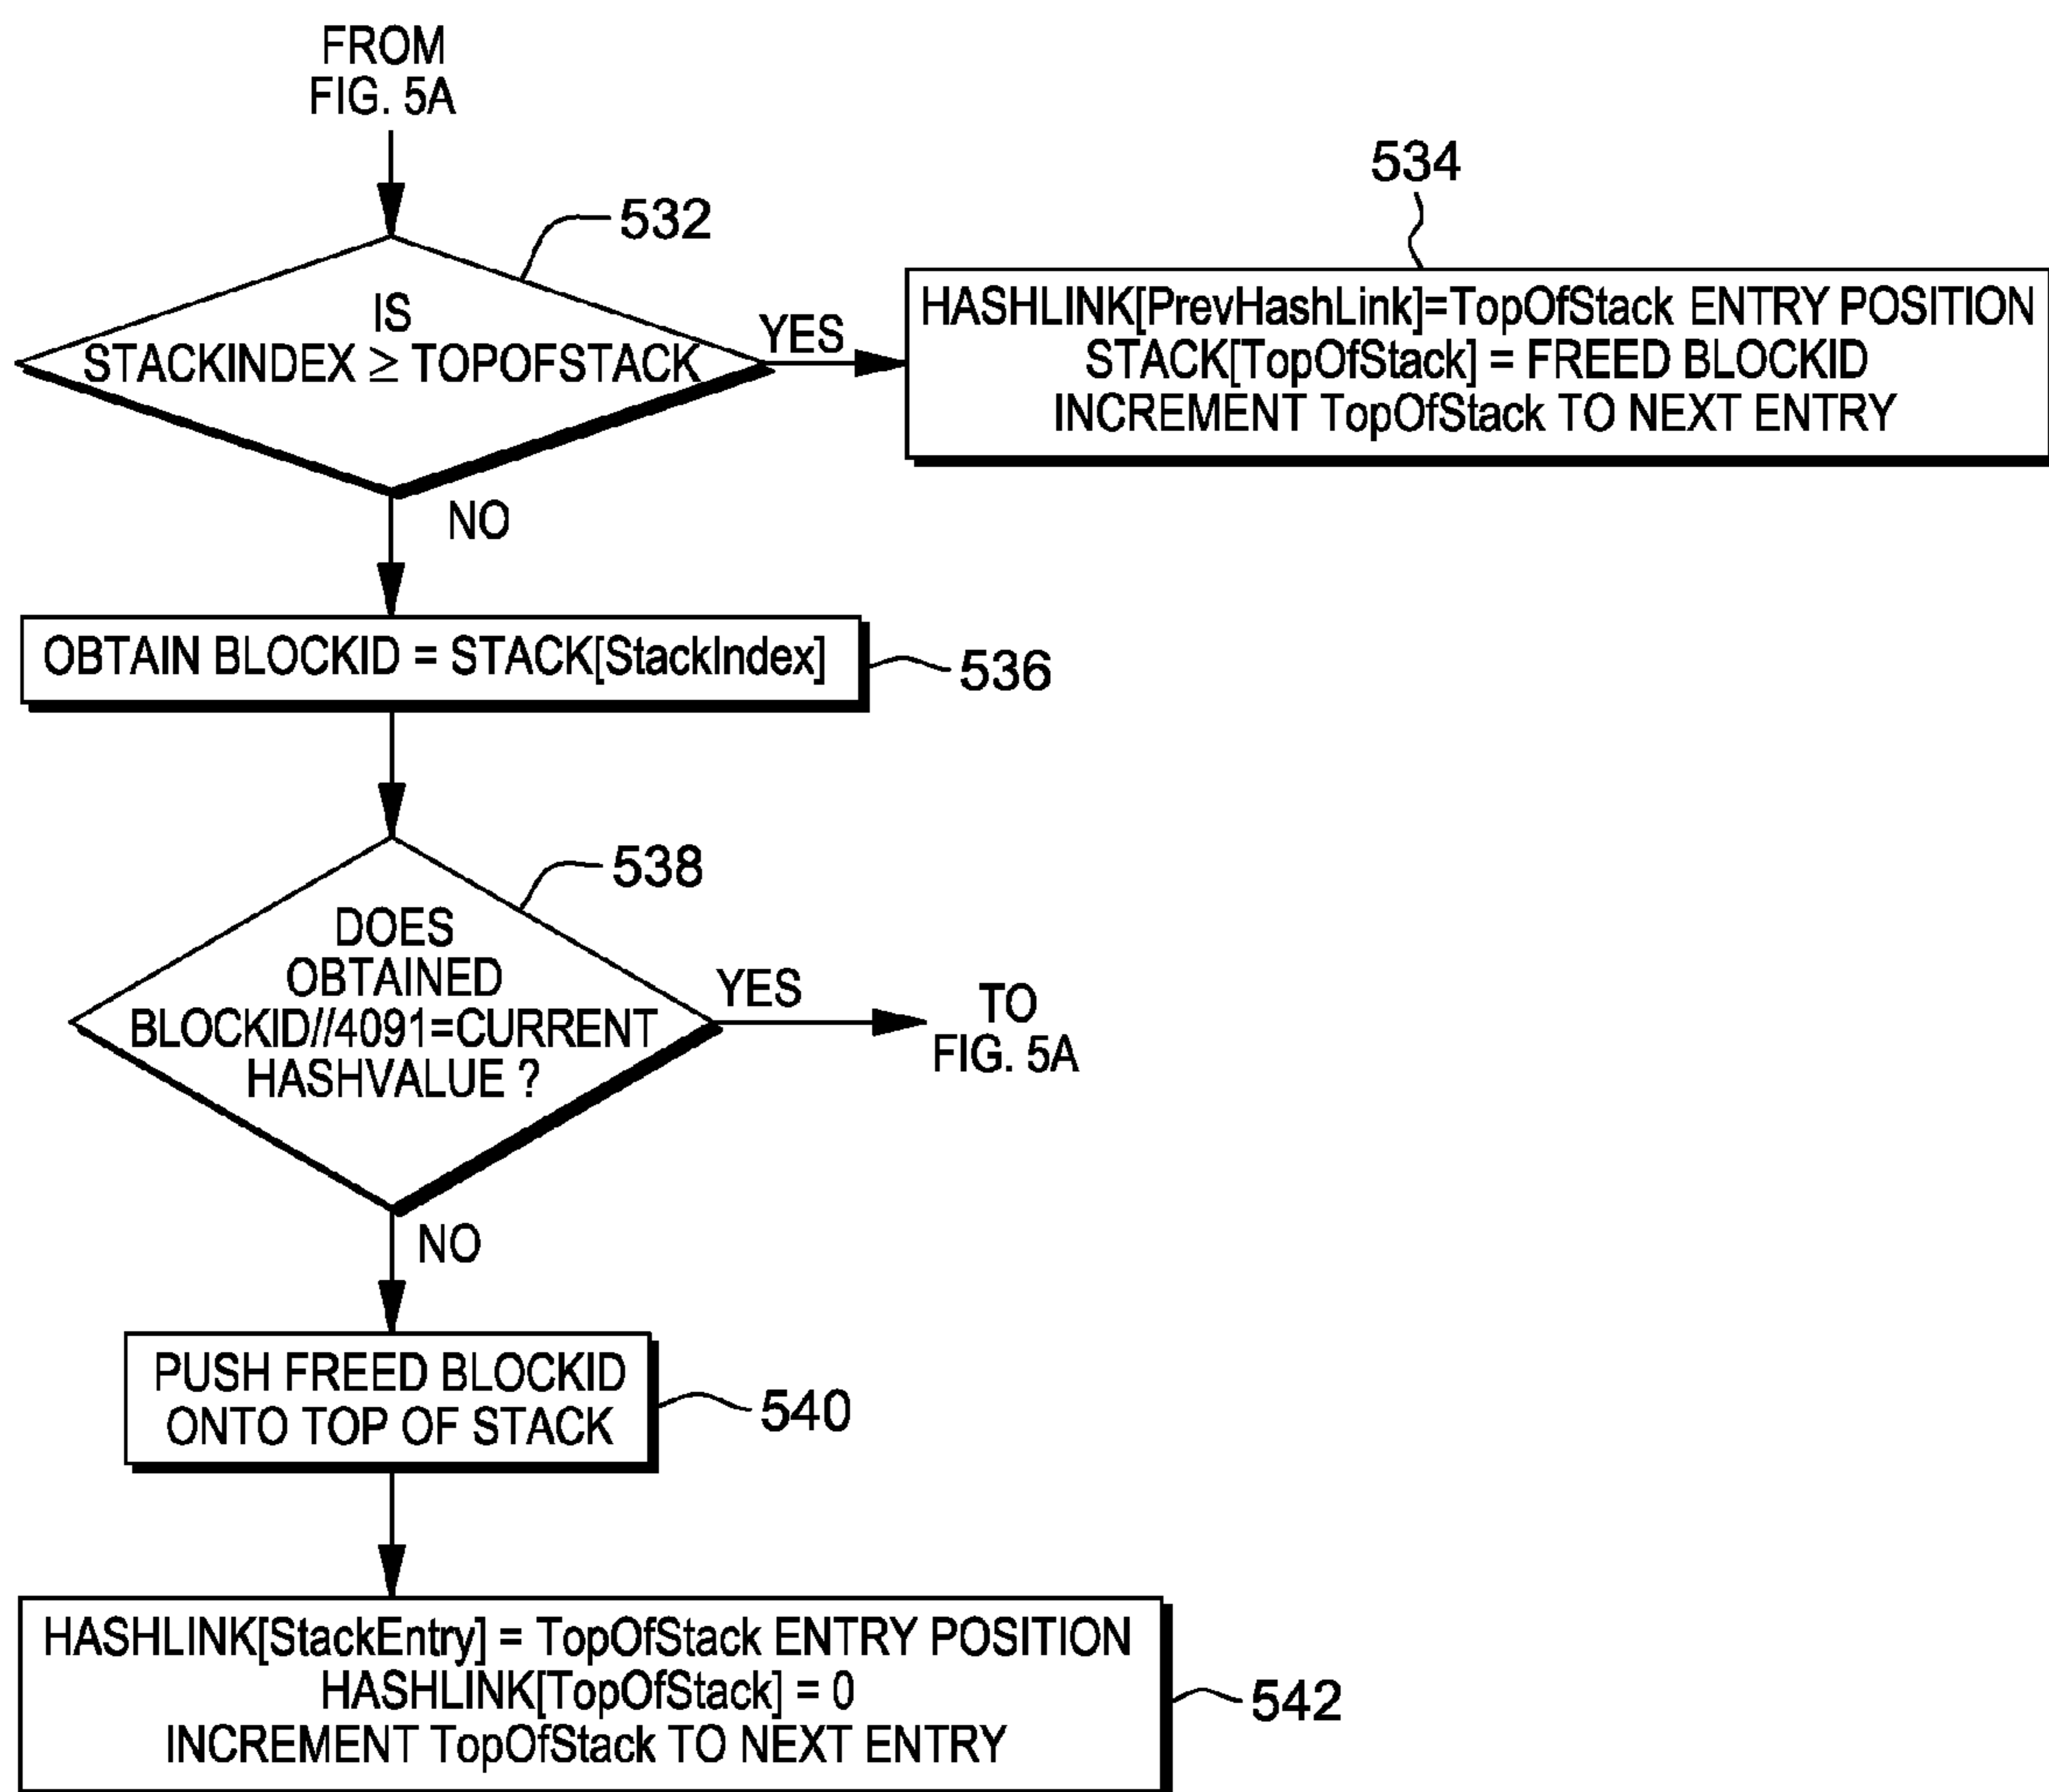 FROM
FIG. 5A
532
534
IS
STACKINDEX ≥ TOPOFSTACK
YES
HASHLINK[PrevHashLink]=TopOfStack ENTRY POSITION
STACK[TopOfStack] = FREED BLOCKID
INCREMENT TopOfStack TO NEXT ENTRY
NO
OBTAIN BLOCKID = STACK[StackIndex]
536
538
DOES
OBTAINED
BLOCKID//4091=CURRENT
HASHVALUE ?
YES
TO
FIG. 5A
NO
PUSH FREED BLOCKID
ONTO TOP OF STACK
540
HASHLINK[StackEntry] = TopOfStack ENTRY POSITION
HASHLINK[TopOfStack] = 0
INCREMENT TopOfStack TO NEXT ENTRY
542